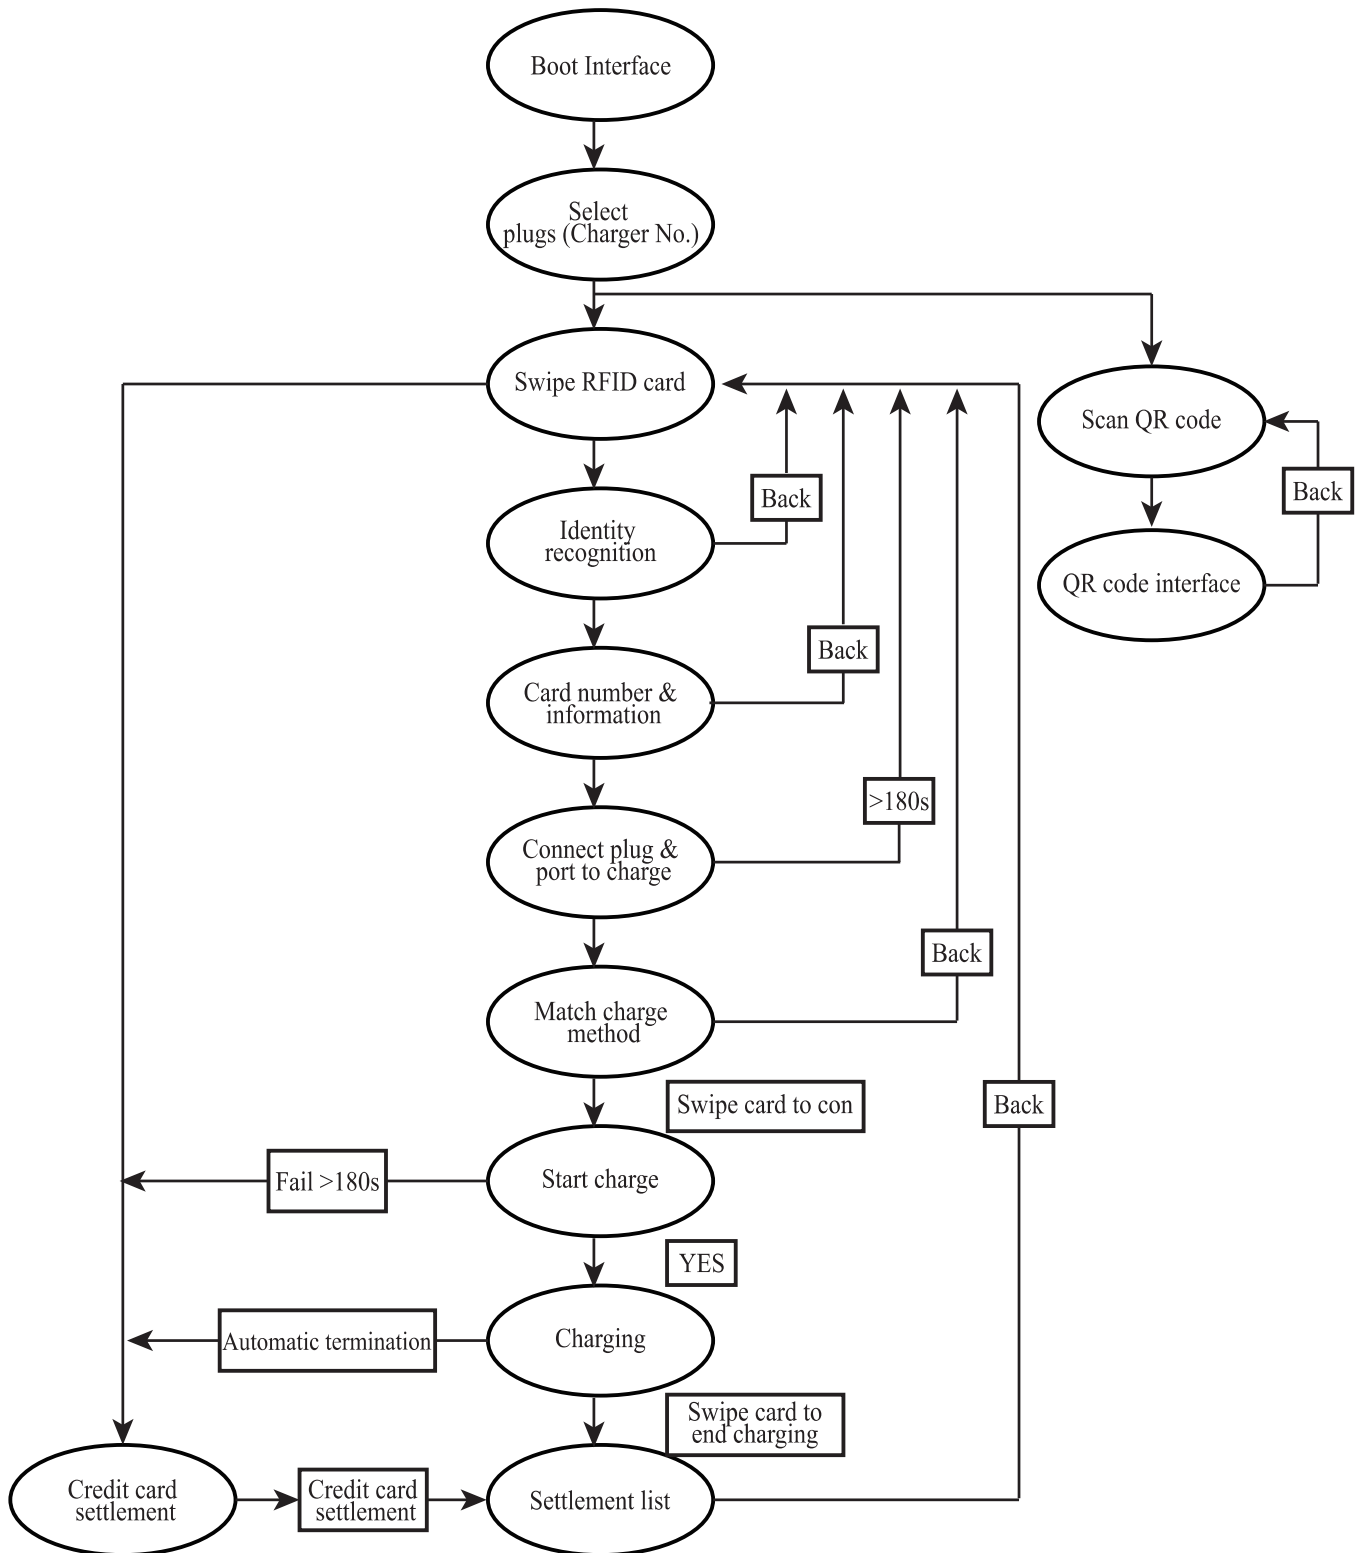 Boot Interface
Select
plugs (Charger No.)
Swipe RFID card
Scan QR code
Back
Back
Identity
recognition
QR code interface
Back
Card number &
information
>180s
Connect plug &
port to charge
Back
Match charge
method
Swipe card to con
Back
Start charge
Fail >180s
YES
Charging
Automatic termination
Swipe card to
end charging
Credit card
settlement
Credit card
settlement
Settlement list